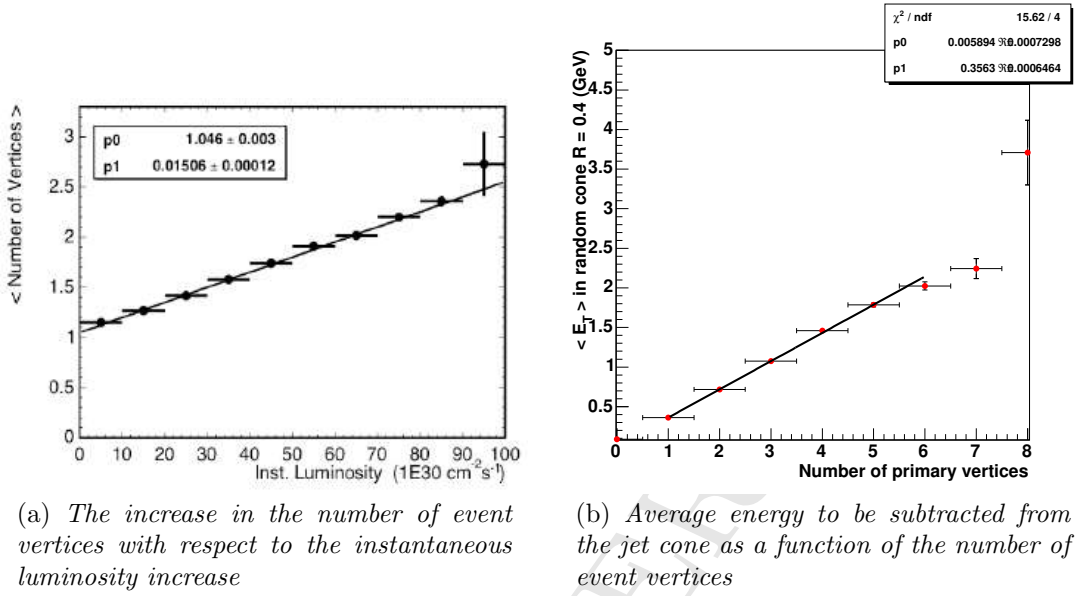 < Number of Vertices >
3
2.5
2
1.5
1
0.5
0
p0 1.046 ± 0.003
p1 0.01506 ± 0.00012
0 10 20 30 40 50 60 70 80 90 100
Inst. Luminosity (1E30 cm⁻²s⁻¹)
(a) The increase in the number of event
vertices with respect to the instantaneous
luminosity increase
χ² / ndf 15.62 / 4
p0 0.005894 ± 0.0007298
p1 0.3563 ± 0.0006464
< E_T > in random cone R = 0.4 (GeV)
5
4.5
4
3.5
3
2.5
2
1.5
1
0.5
0 1 2 3 4 5 6 7 8
Number of primary vertices
(b) Average energy to be subtracted from
the jet cone as a function of the number of
event vertices